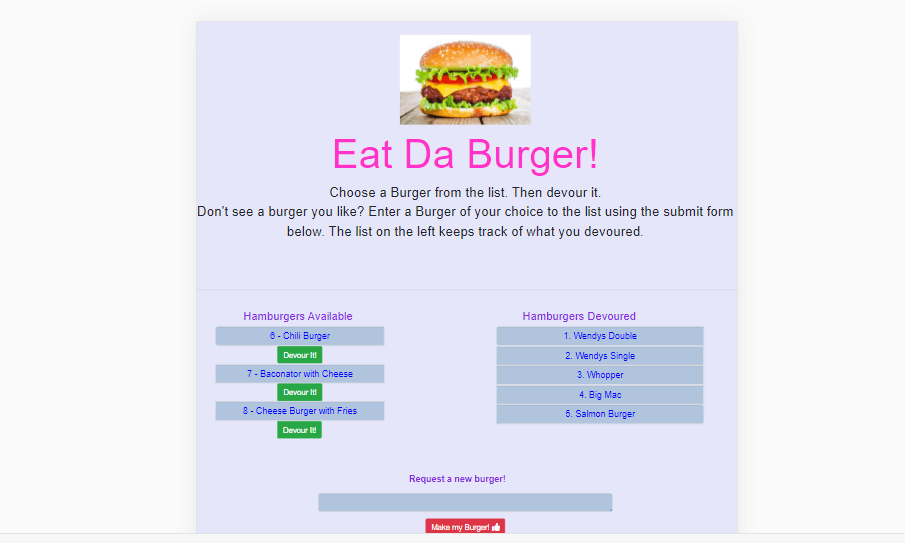 Eat Da Burger!
Choose a Burger from the list. Then devour it.
Don't see a burger you like? Enter a Burger of your choice to the list using the submit form
below. The list on the left keeps track of what you devoured.
Hamburgers Available
6 - Chili Burger
Devour It!
7 - Baconator with Cheese
Devour It!
8 - Cheese Burger with Fries
Devour It!
Hamburgers Devoured
1. Wendys Double
2. Wendys Single
3. Whopper
4. Big Mac
5. Salmon Burger
Request a new burger!
Make my Burger!